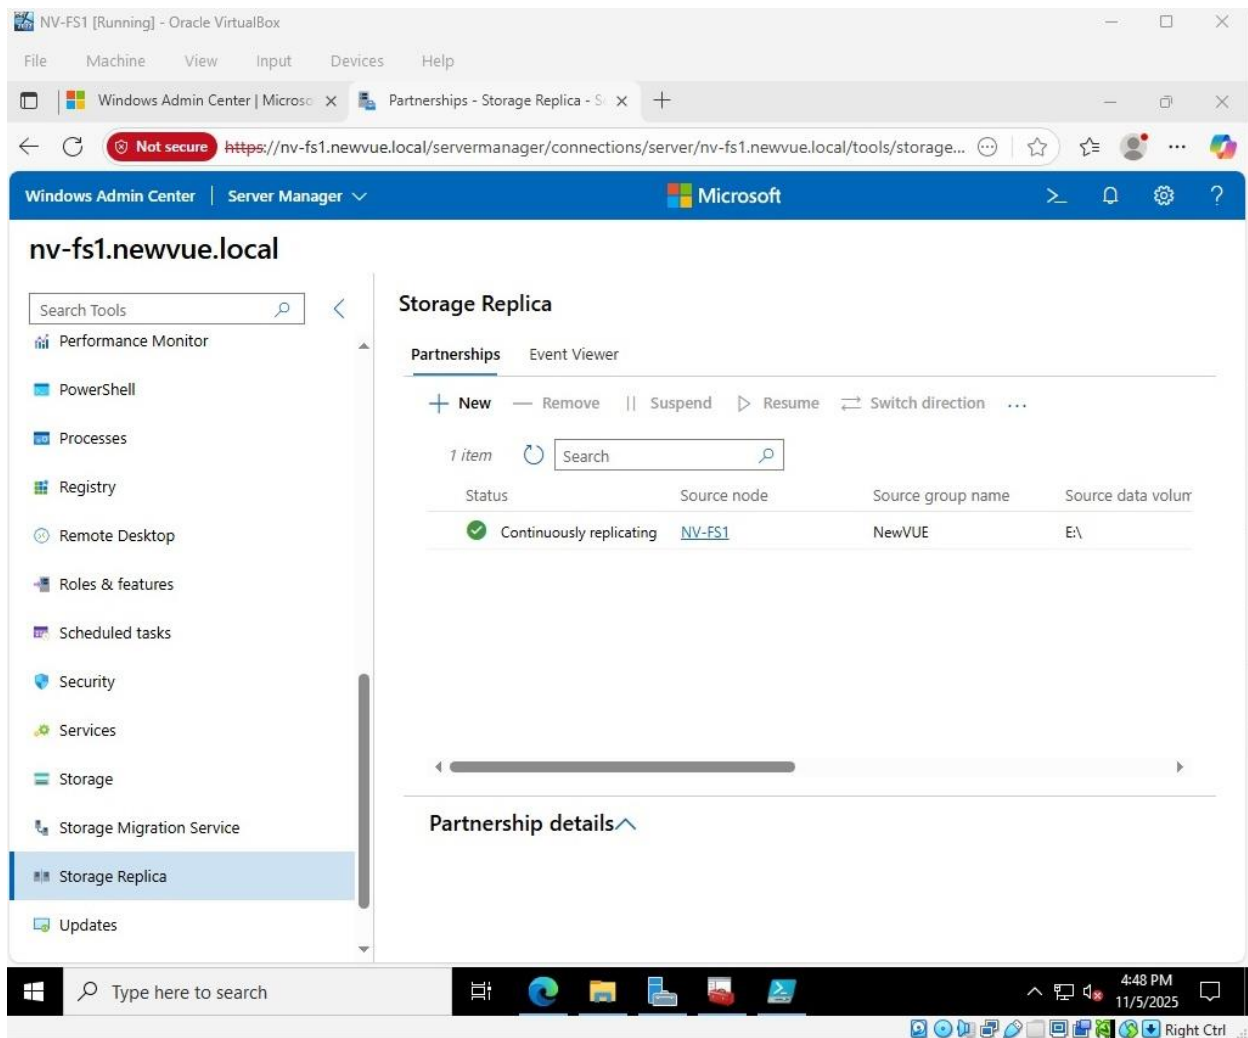 NV-FS1 [Running] - Oracle VirtualBox
File Machine View Input Devices Help
Windows Admin Center | Microso
Partnerships - Storage Replica - S
Not secure https://nv-fs1.newvue.local/servermanager/connections/server/nv-fs1.newvue.local/tools/storage...
Windows Admin Center | Server Manager
Microsoft
nv-fs1.newvue.local
Search Tools
Performance Monitor
PowerShell
Processes
Registry
Remote Desktop
Roles & features
Scheduled tasks
Security
Services
Storage
Storage Migration Service
Storage Replica
Updates
Storage Replica
Partnerships Event Viewer
New Remove Suspend Resume Switch direction ...
1 item Search
Status Source node Source group name Source data volum
Continuously replicating NV-FS1 NewVUE E:\
Partnership details
Type here to search
4:48 PM
11/5/2025
Right Ctrl